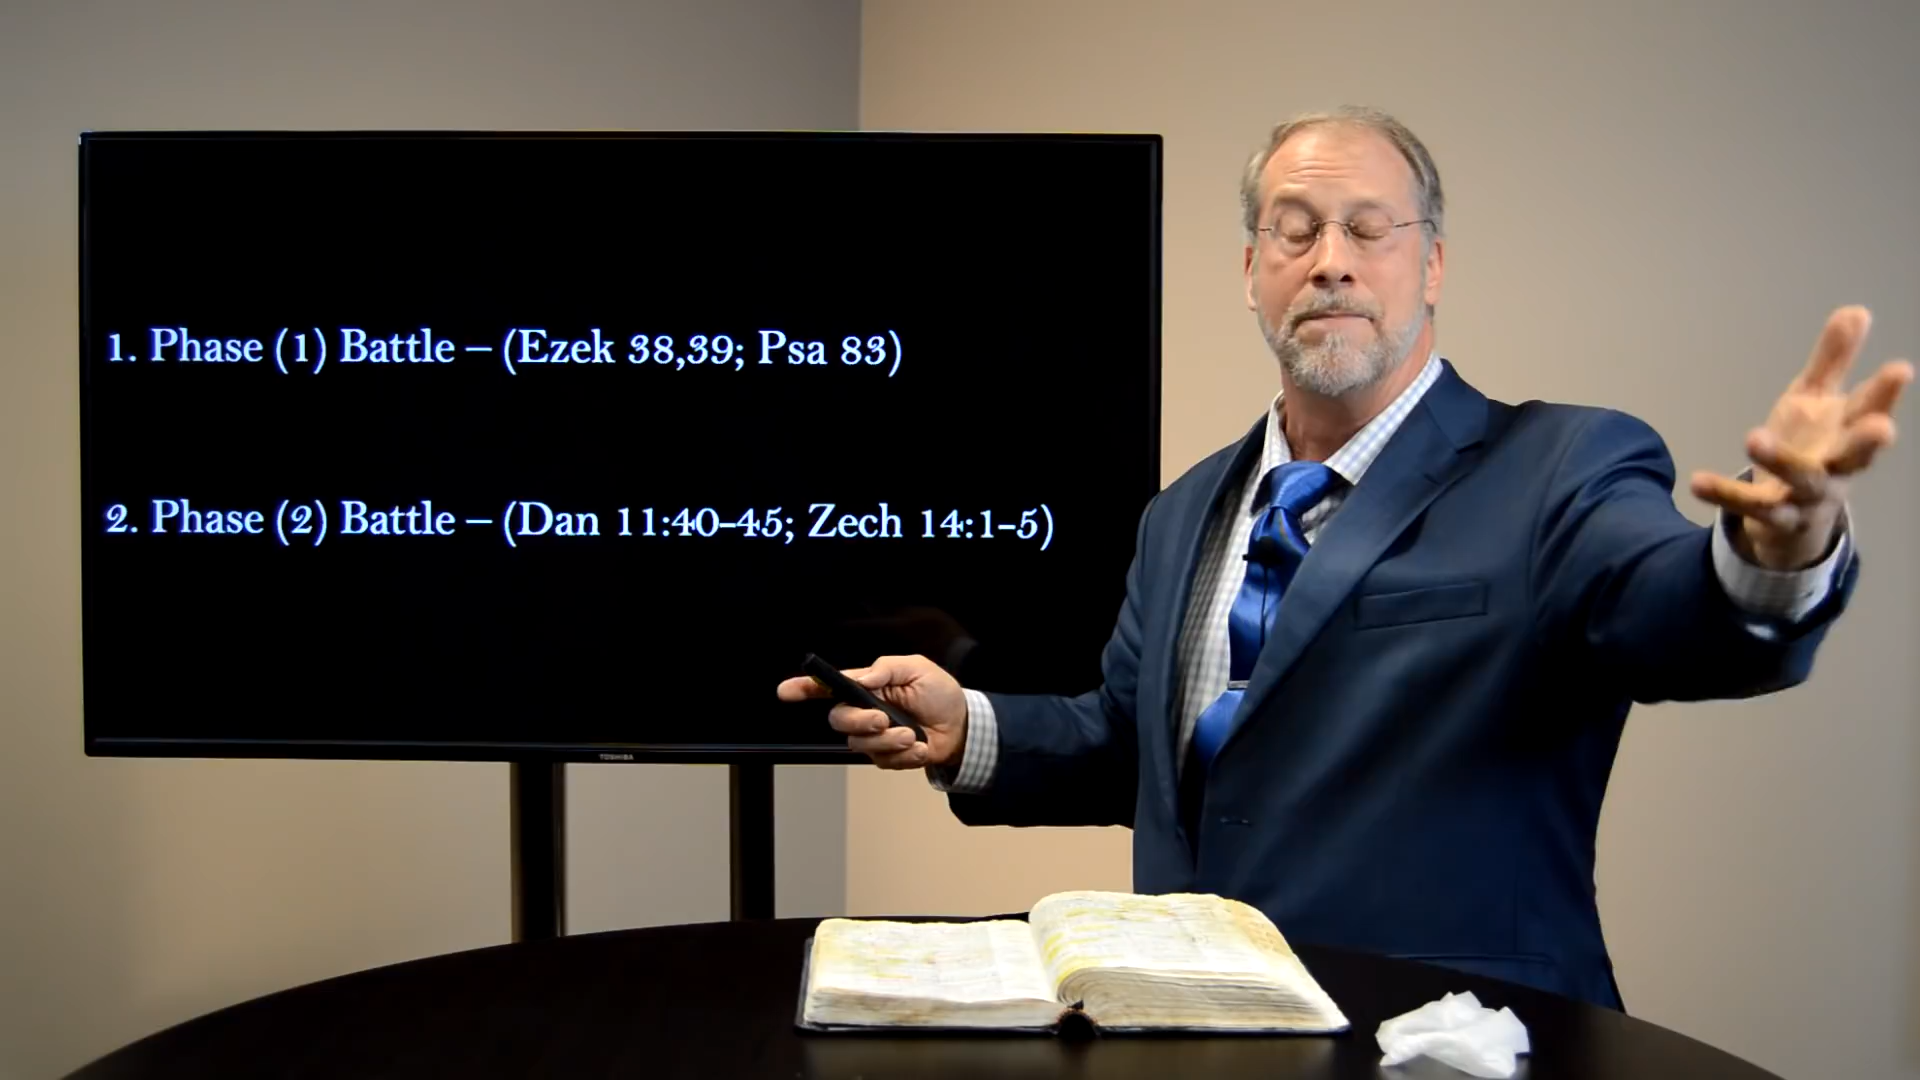 1. Phase (1) Battle – (Ezek 38,39; Psa 83)
2. Phase (2) Battle – (Dan 11:40-45; Zech 14:1-5)
TOSHIBA